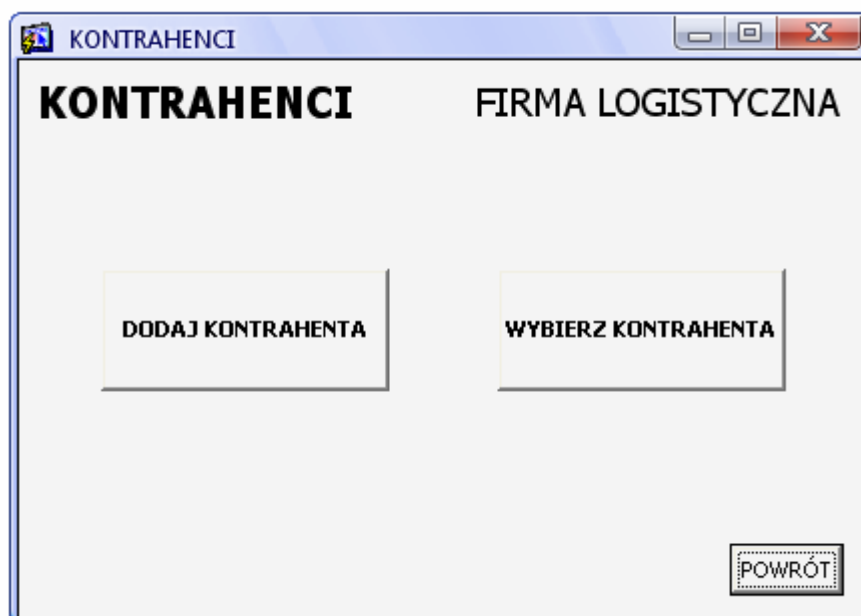 KONTRAHENCI
KONTRAHENCI FIRMA LOGISTYCZNA
DODAJ KONTRAHENTA WYBIERZ KONTRAHENTA
POWRÓT